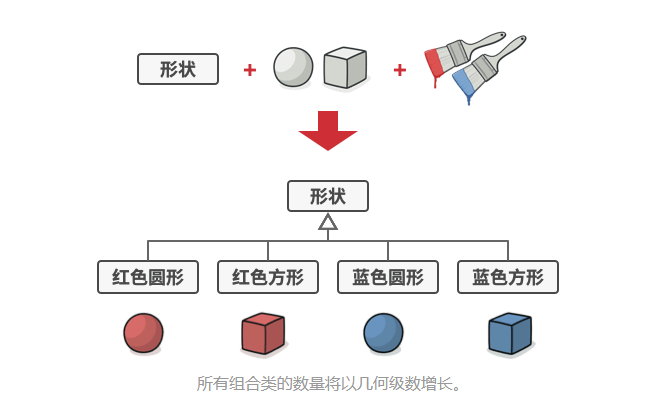 形状
形状
红色圆形
红色方形
蓝色圆形
蓝色方形
所有组合类的数量将以几何级数增长。